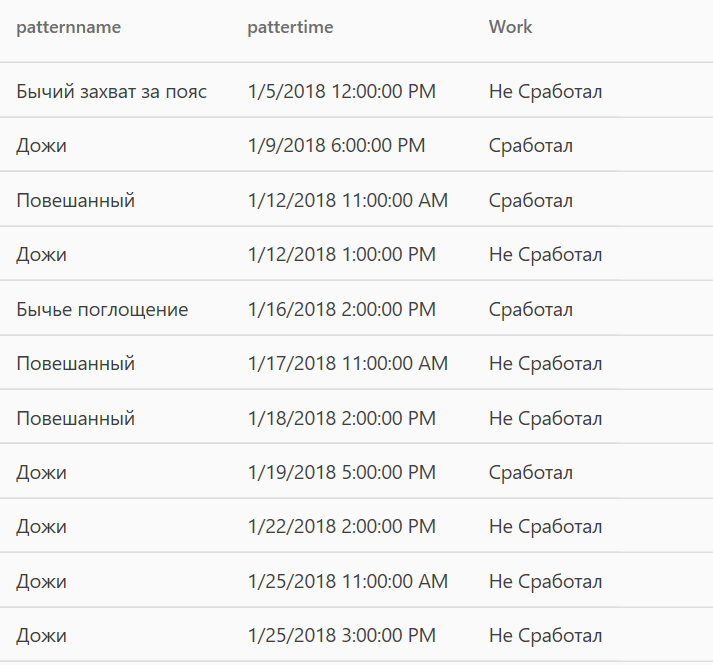 patternname pattertime Work
Бычий захват за пояс 1/5/2018 12:00:00 PM Не Сработал
Дожи 1/9/2018 6:00:00 PM Сработал
Повешанный 1/12/2018 11:00:00 AM Сработал
Дожи 1/12/2018 1:00:00 PM Не Сработал
Бычье поглощение 1/16/2018 2:00:00 PM Сработал
Повешанный 1/17/2018 11:00:00 AM Не Сработал
Повешанный 1/18/2018 2:00:00 PM Не Сработал
Дожи 1/19/2018 5:00:00 PM Сработал
Дожи 1/22/2018 2:00:00 PM Не Сработал
Дожи 1/25/2018 11:00:00 AM Не Сработал
Дожи 1/25/2018 3:00:00 PM Не Сработал